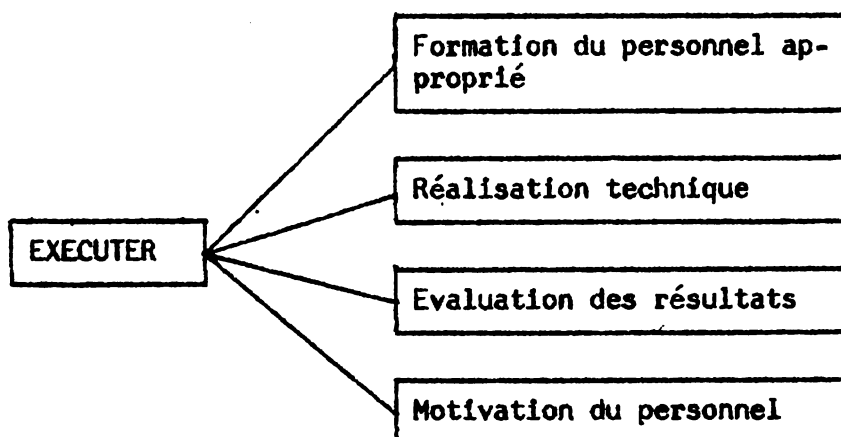 Formation du personnel ap-
proprié
Réalisation technique
EXECUTER
Evaluation des résultats
Motivation du personnel